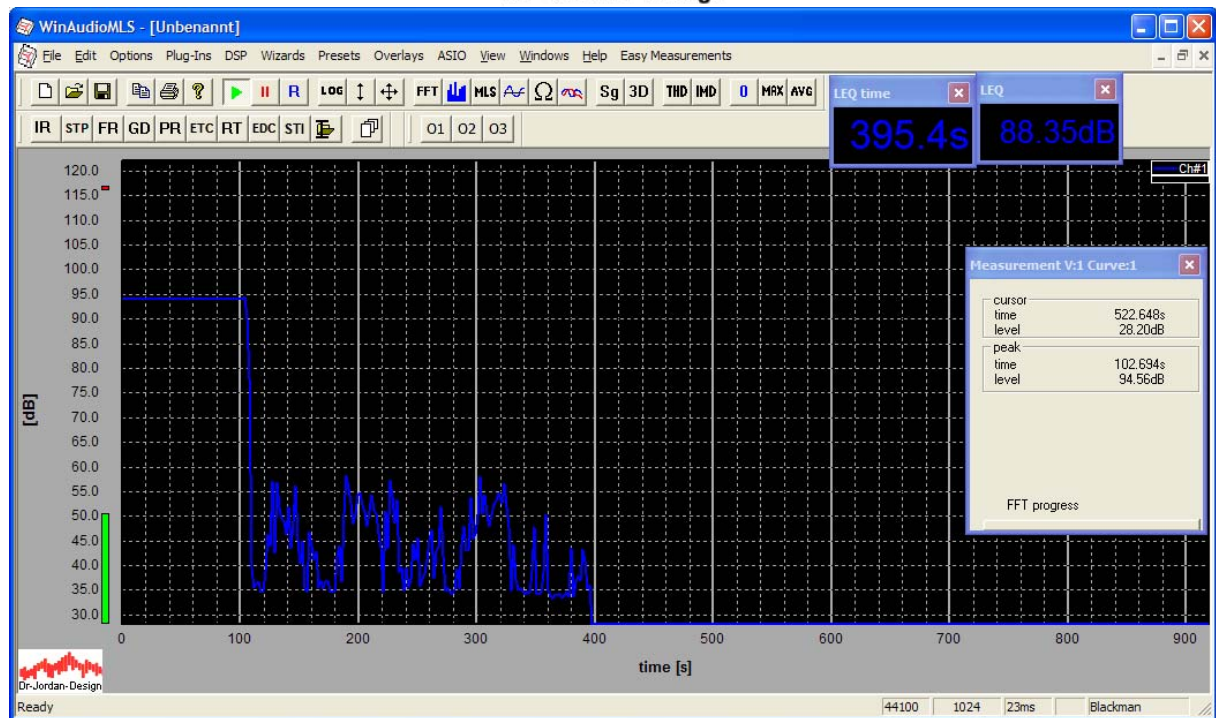 WinAudioMLS - [Unbenannt]
File Edit Options Plug-Ins DSP Wizards Presets Overlays ASIO View Windows Help Easy Measurements
R LOG FFT MLS Ω Sg 3D THD IMD 0 MAX AVG
IR STP FR GD PR ETC RT EDC STI O1 O2 O3
LEQ time
395.4s
LEQ
88.35dB
Ch#1
120.0
115.0
110.0
105.0
100.0
95.0
90.0
85.0
80.0
75.0
70.0
65.0
60.0
55.0
50.0
45.0
40.0
35.0
30.0
[dB]
0 100 200 300 400 500 600 700 800 900
time [s]
Measurement V:1 Curve:1
cursor
time 522.648s
level 28.20dB
peak
time 102.694s
level 94.56dB
FFT progress
Dr-Jordan-Design
Ready 44100 1024 23ms Blackman